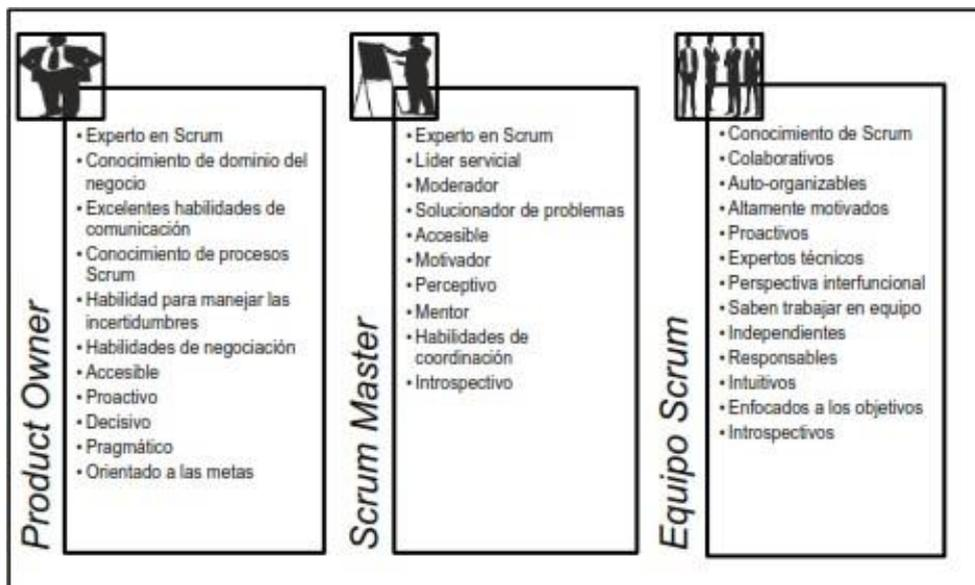 Product Owner
• Experto en Scrum
• Conocimiento de dominio del
negocio
• Excelentes habilidades de
comunicación
• Conocimiento de procesos
Scrum
• Habilidad para manejar las
incertidumbres
• Habilidades de negociación
• Accesible
• Proactivo
• Decisivo
• Pragmático
• Orientado a las metas
Scrum Master
• Experto en Scrum
• Líder servicial
• Moderador
• Solucionador de problemas
• Accesible
• Motivador
• Perceptivo
• Mentor
• Habilidades de
coordinación
• Introspectivo
Equipo Scrum
• Conocimiento de Scrum
• Colaborativos
• Auto-organizables
• Altamente motivados
• Proactivos
• Expertos técnicos
• Perspectiva interfuncional
• Saben trabajar en equipo
• Independientes
• Responsables
• Intuitivos
• Enfocados a los objetivos
• Introspectivos